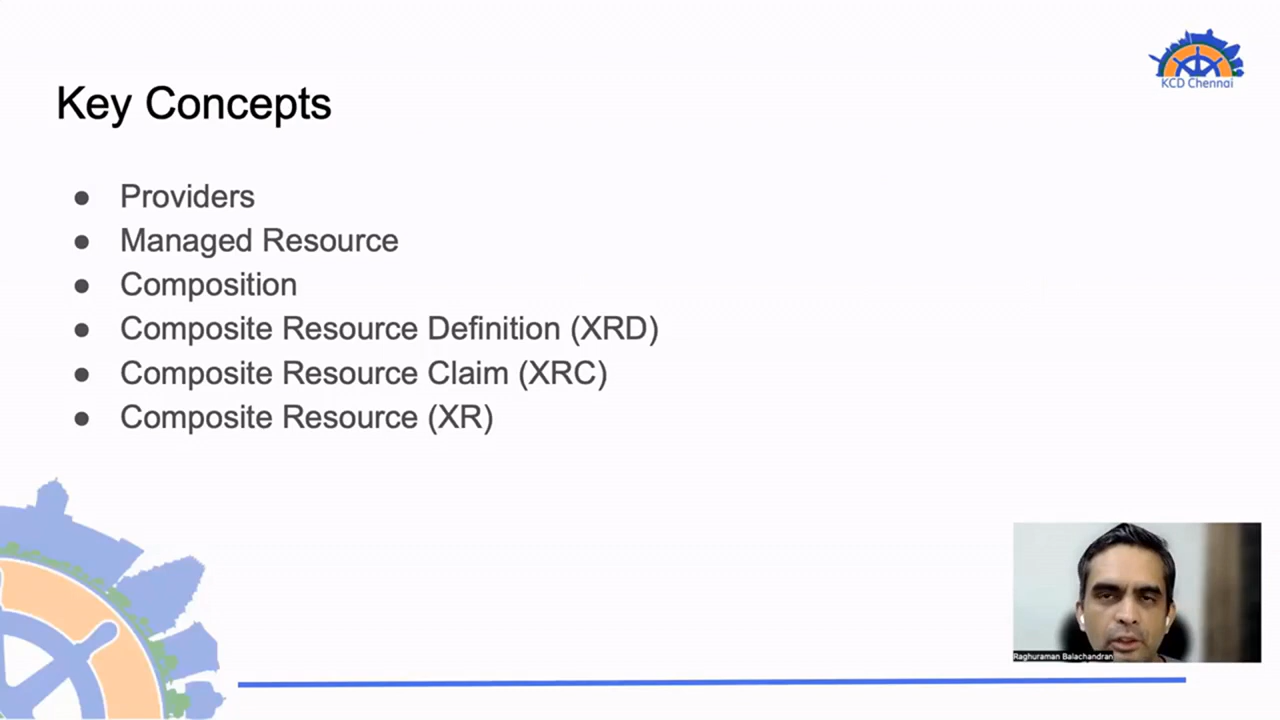 KCD Chennai
Key Concepts
● Providers
● Managed Resource
● Composition
● Composite Resource Definition (XRD)
● Composite Resource Claim (XRC)
● Composite Resource (XR)
Raghuraman Balachandran